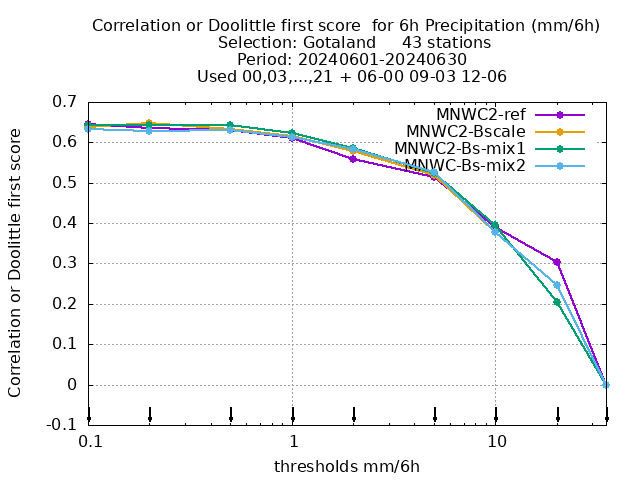 Correlation or Doolittle first score  for 6h Precipitation (mm/6h)
Selection: Gotaland     43 stations
Period: 20240601-20240630
Used 00,03,...,21 + 06-00 09-03 12-06
MNWC2-ref
MNWC2-Bscale
MNWC2-Bs-mix1
MNWC-Bs-mix2
Correlation or Doolittle first score
0.7
0.6
0.5
0.4
0.3
0.2
0.1
0
-0.1
0.1 1 10
thresholds mm/6h